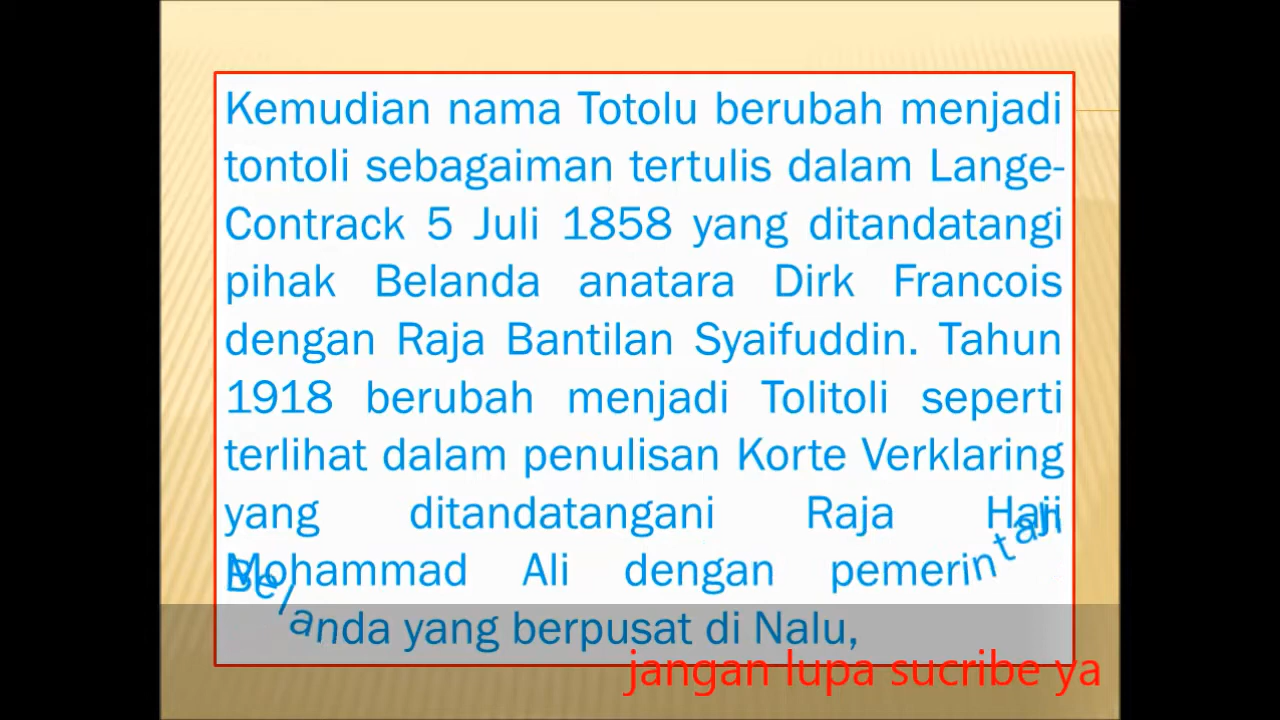 Kemudian nama Totolu berubah menjadi
tontoli sebagaiman tertulis dalam Lange-
Contrack 5 Juli 1858 yang ditandatangi
pihak Belanda anatara Dirk Francois
dengan Raja Bantilan Syaifuddin. Tahun
1918 berubah menjadi Tolitoli seperti
terlihat dalam penulisan Korte Verklaring
yang ditandatangani Raja Haji
Mohammad Ali dengan pemerintah
Belanda yang berpusat di Nalu,
jangan lupa sucribe ya